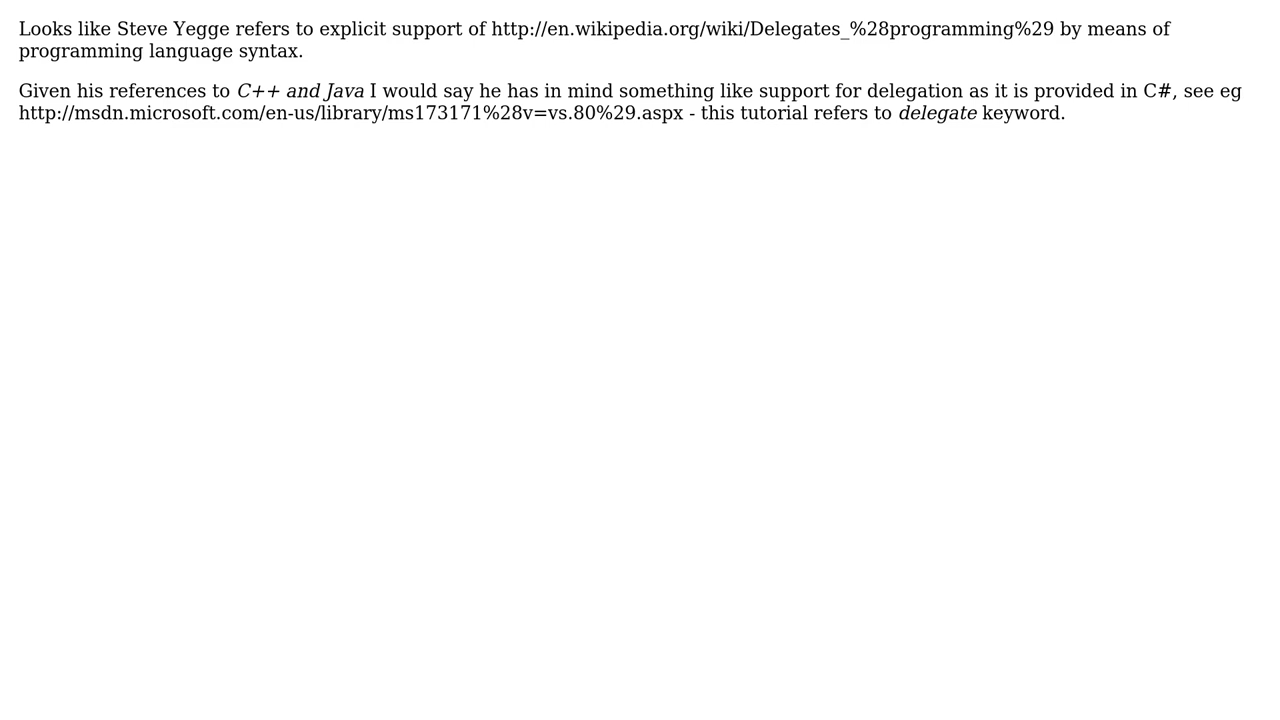 Looks like Steve Yegge refers to explicit support of http://en.wikipedia.org/wiki/Delegates_%28programming%29 by means of
programming language syntax.
Given his references to C++ and Java I would say he has in mind something like support for delegation as it is provided in C#, see eg
http://msdn.microsoft.com/en-us/library/ms173171%28v=vs.80%29.aspx - this tutorial refers to delegate keyword.